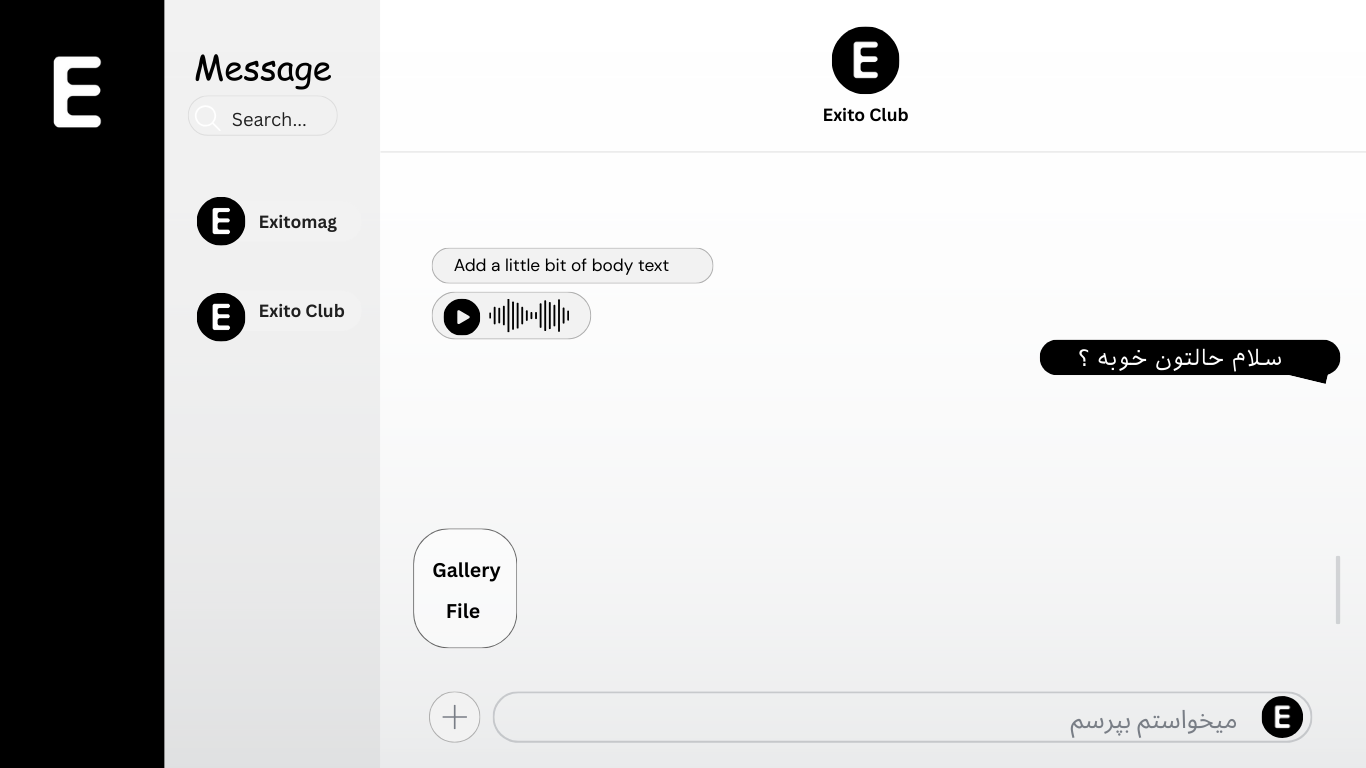 E
Message
Search...
E Exitomag
E Exito Club
E
Exito Club
Add a little bit of body text
سلام حالتون خوبه ؟
Gallery
File
میخواستم بپرسم
E